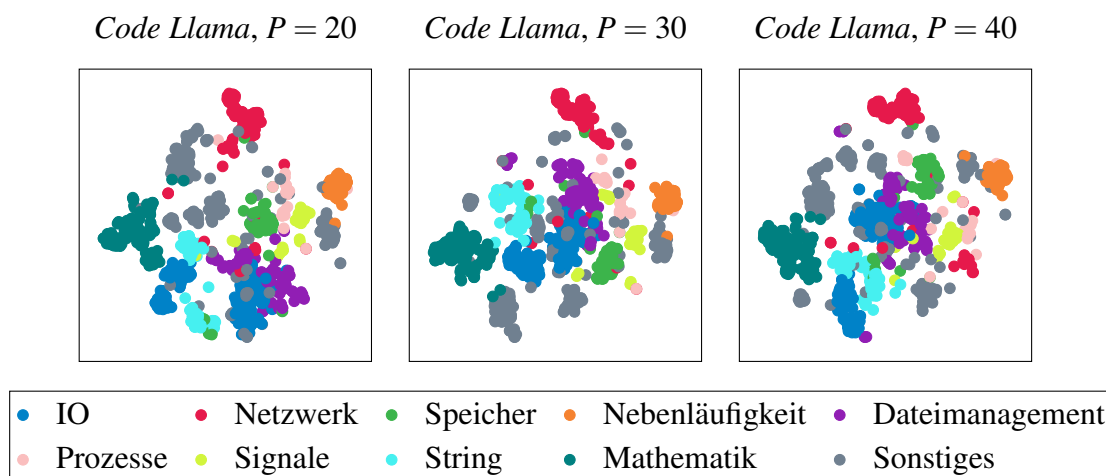 Code Llama, P = 20
Code Llama, P = 30
Code Llama, P = 40
IO
Netzwerk
Speicher
Nebenläufigkeit
Dateimanagement
Prozesse
Signale
String
Mathematik
Sonstiges